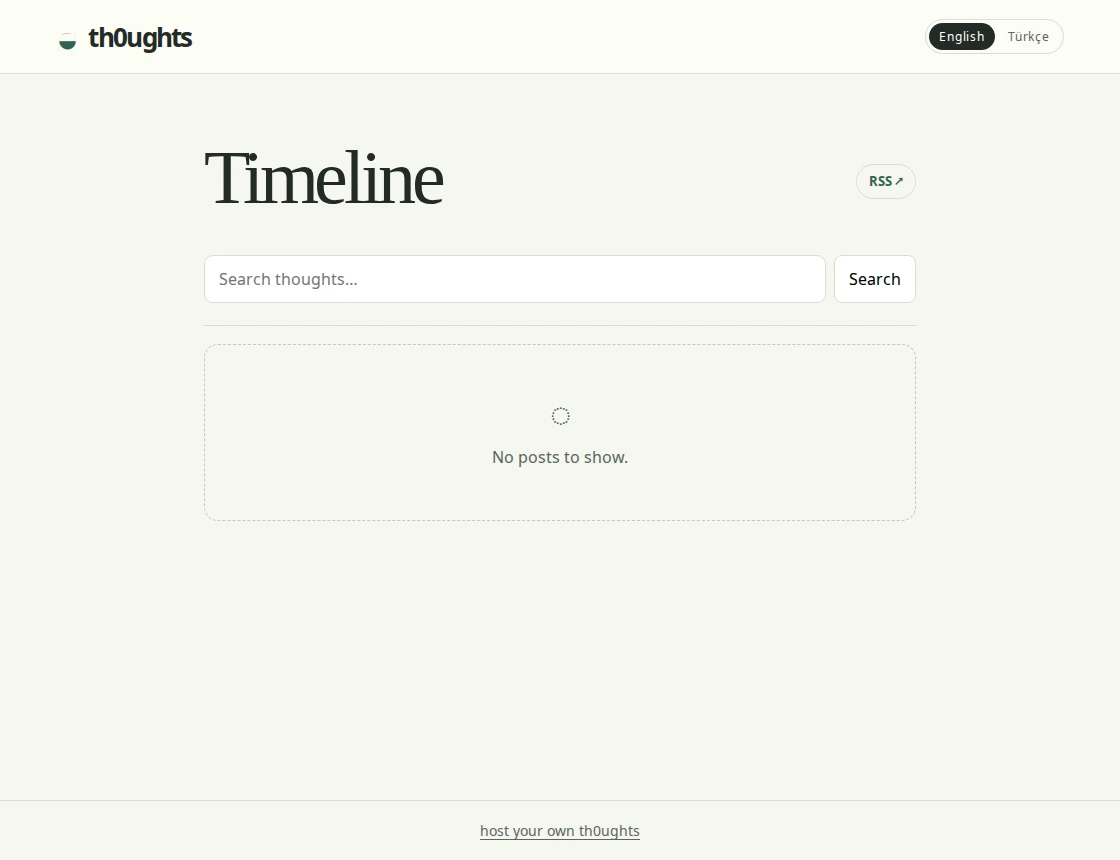 th0ughts
English Türkçe
Timeline
RSS↗
Search thoughts...
Search
No posts to show.
host your own th0ughts